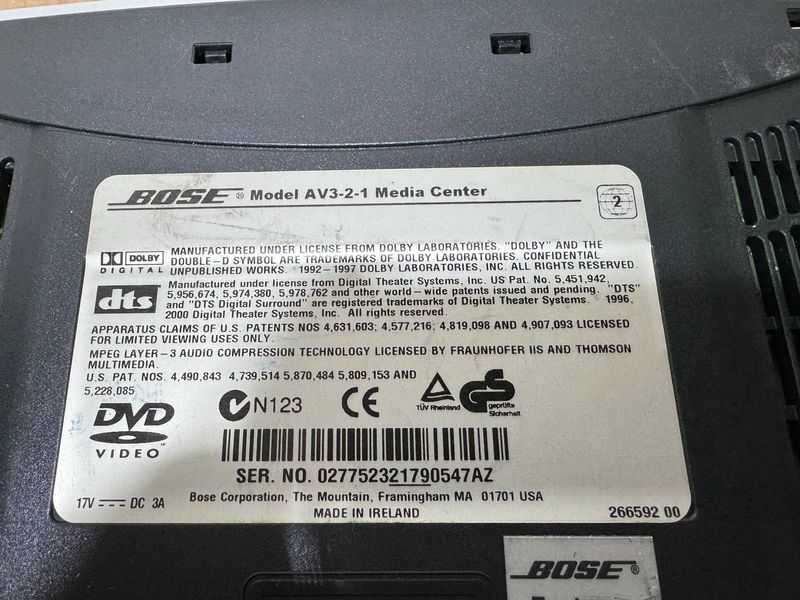 BOSE® Model AV3-2-1 Media Center
2
DOLBY
DIGITAL
MANUFACTURED UNDER LICENSE FROM DOLBY LABORATORIES. "DOLBY" AND THE
DOUBLE-D SYMBOL ARE TRADEMARKS OF DOLBY LABORATORIES. CONFIDENTIAL
UNPUBLISHED WORKS. 1992-1997 DOLBY LABORATORIES, INC. ALL RIGHTS RESERVED.
dts
Manufactured under license from Digital Theater Systems, Inc. US Pat. No. 5,451,942,
5,956,674, 5,974,380, 5,978,762 and other world-wide patents issued and pending. "DTS"
and "DTS Digital Surround" are registered trademarks of Digital Theater Systems. 1996,
2000 Digital Theater Systems, Inc. All rights reserved.
APPARATUS CLAIMS OF U.S. PATENTS NOS 4,631,603; 4,577,216; 4,819,098 AND 4,907,093 LICENSED
FOR LIMITED VIEWING USES ONLY.
MPEG LAYER-3 AUDIO COMPRESSION TECHNOLOGY LICENSED BY FRAUNHOFER IIS AND THOMSON
MULTIMEDIA.
U.S. PAT. NOS. 4,490,843 4,739,514 5,870,484 5,809,153 AND
5,228,085
DVD
VIDEO
N123
CE
TÜV Rheinland
GS
geprüfte
Sicherheit
SER. NO. 027752321790547AZ
17V DC 3A
Bose Corporation, The Mountain, Framingham MA 01701 USA
MADE IN IRELAND
266592 00
BOSE®